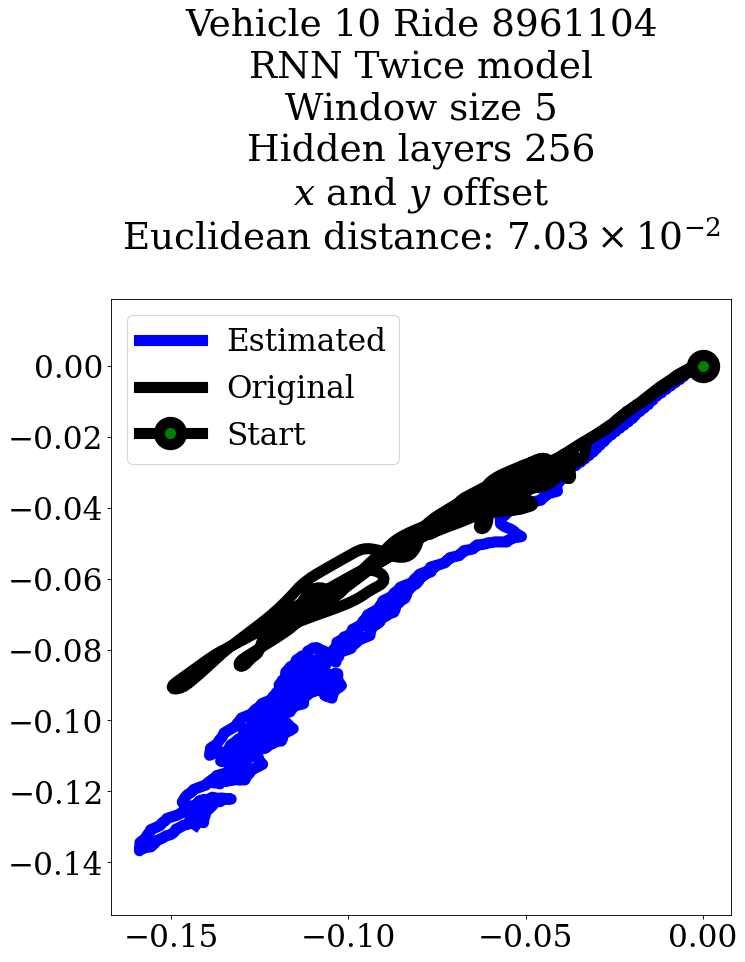 Vehicle 10 Ride 8961104
RNN Twice model
Window size 5
Hidden layers 256
x and y offset
Euclidean distance: 7.03 × 10⁻²
Estimated
Original
Start
0.00
−0.02
−0.04
−0.06
−0.08
−0.10
−0.12
−0.14
−0.15 −0.10 −0.05 0.00